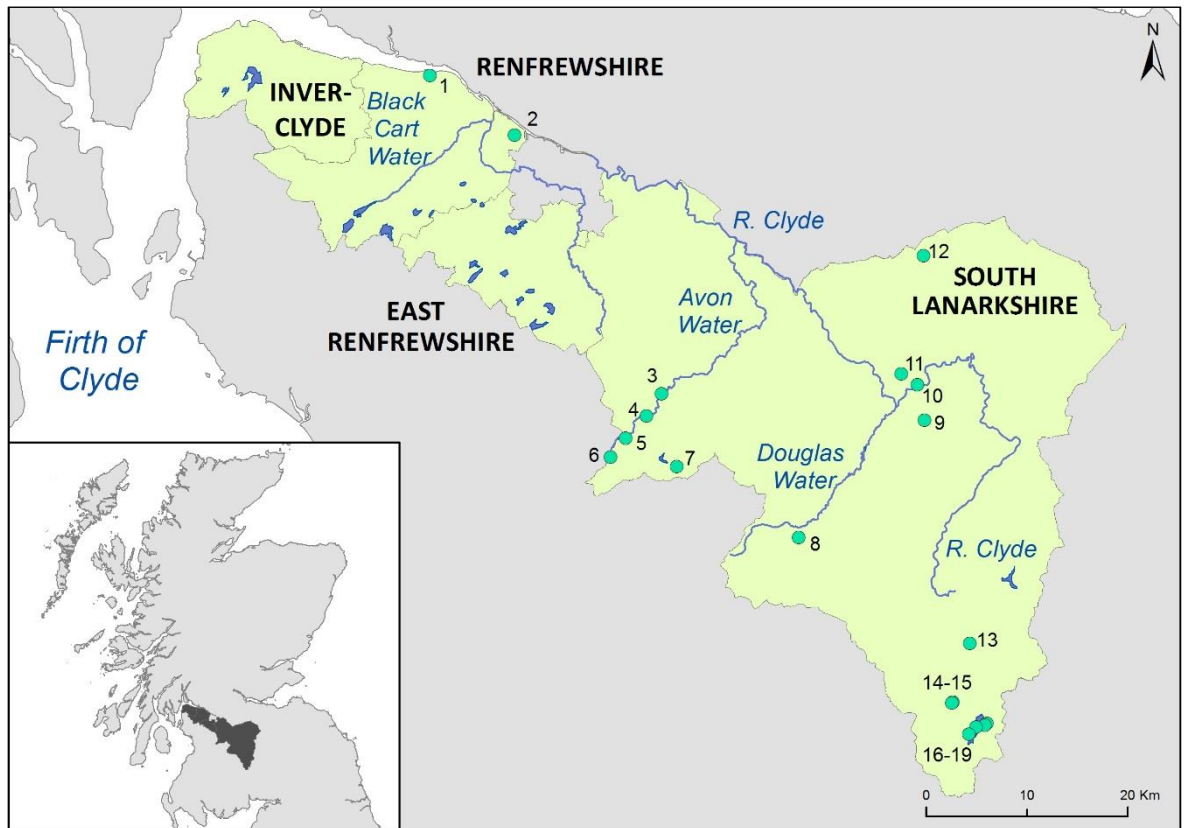 N
RENFREWSHIRE
1
INVER-
CLYDE
Black
Cart
Water
2
R. Clyde
12
SOUTH
LANARKSHIRE
Avon
Water
EAST
RENFREWSHIRE
Firth of
Clyde
11
10
3
4
9
5
6
7
Douglas
Water
8
R. Clyde
13
14-15
16-19
0 10 20 Km